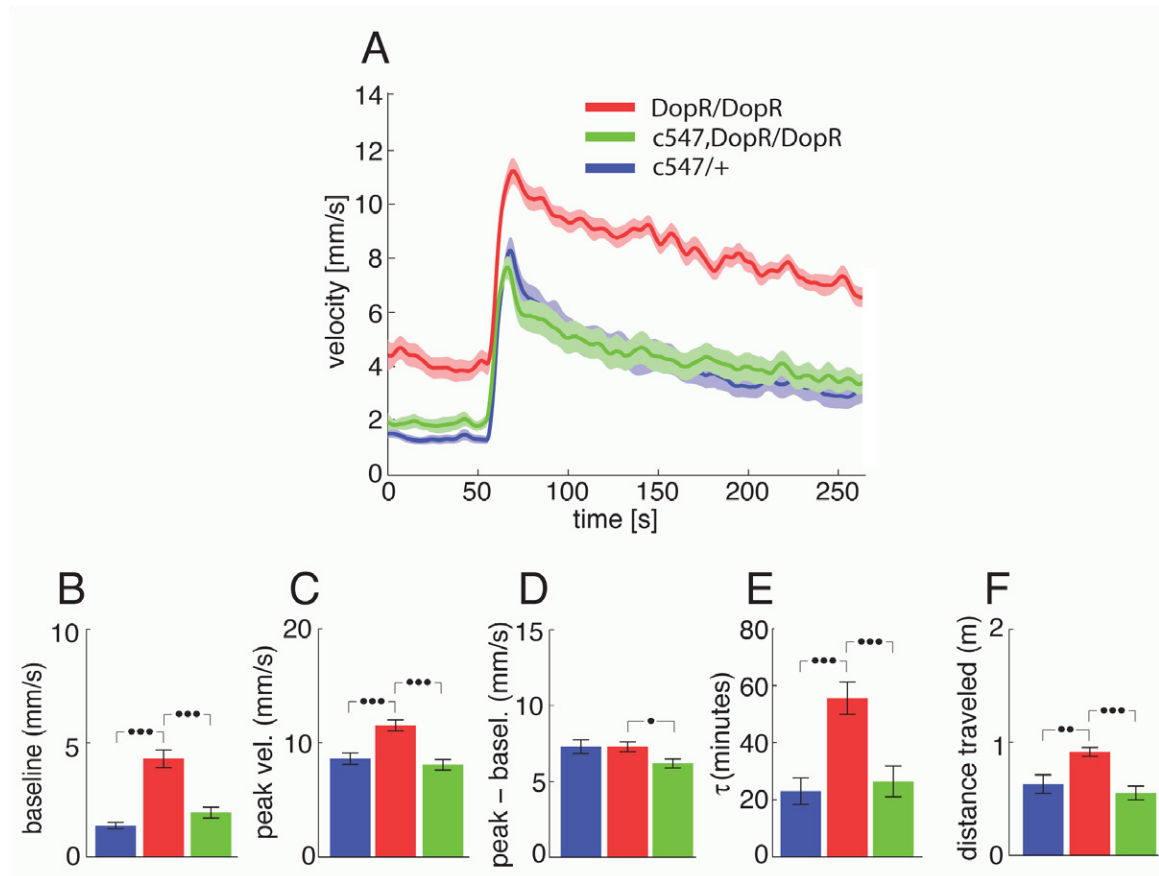 A
14
12
10
8
6
4
2
0
velocity [mm/s]
DopR/DopR
c547,DopR/DopR
c547/+
0 50 100 150 200 250
time [s]
B
10
5
0
baseline (mm/s)
•••
•••
C
20
10
0
peak vel. (mm/s)
•••
•••
D
15
10
5
0
peak – basel. (mm/s)
•
E
80
60
40
20
0
τ (minutes)
•••
•••
F
2
1
0
distance traveled (m)
••
•••